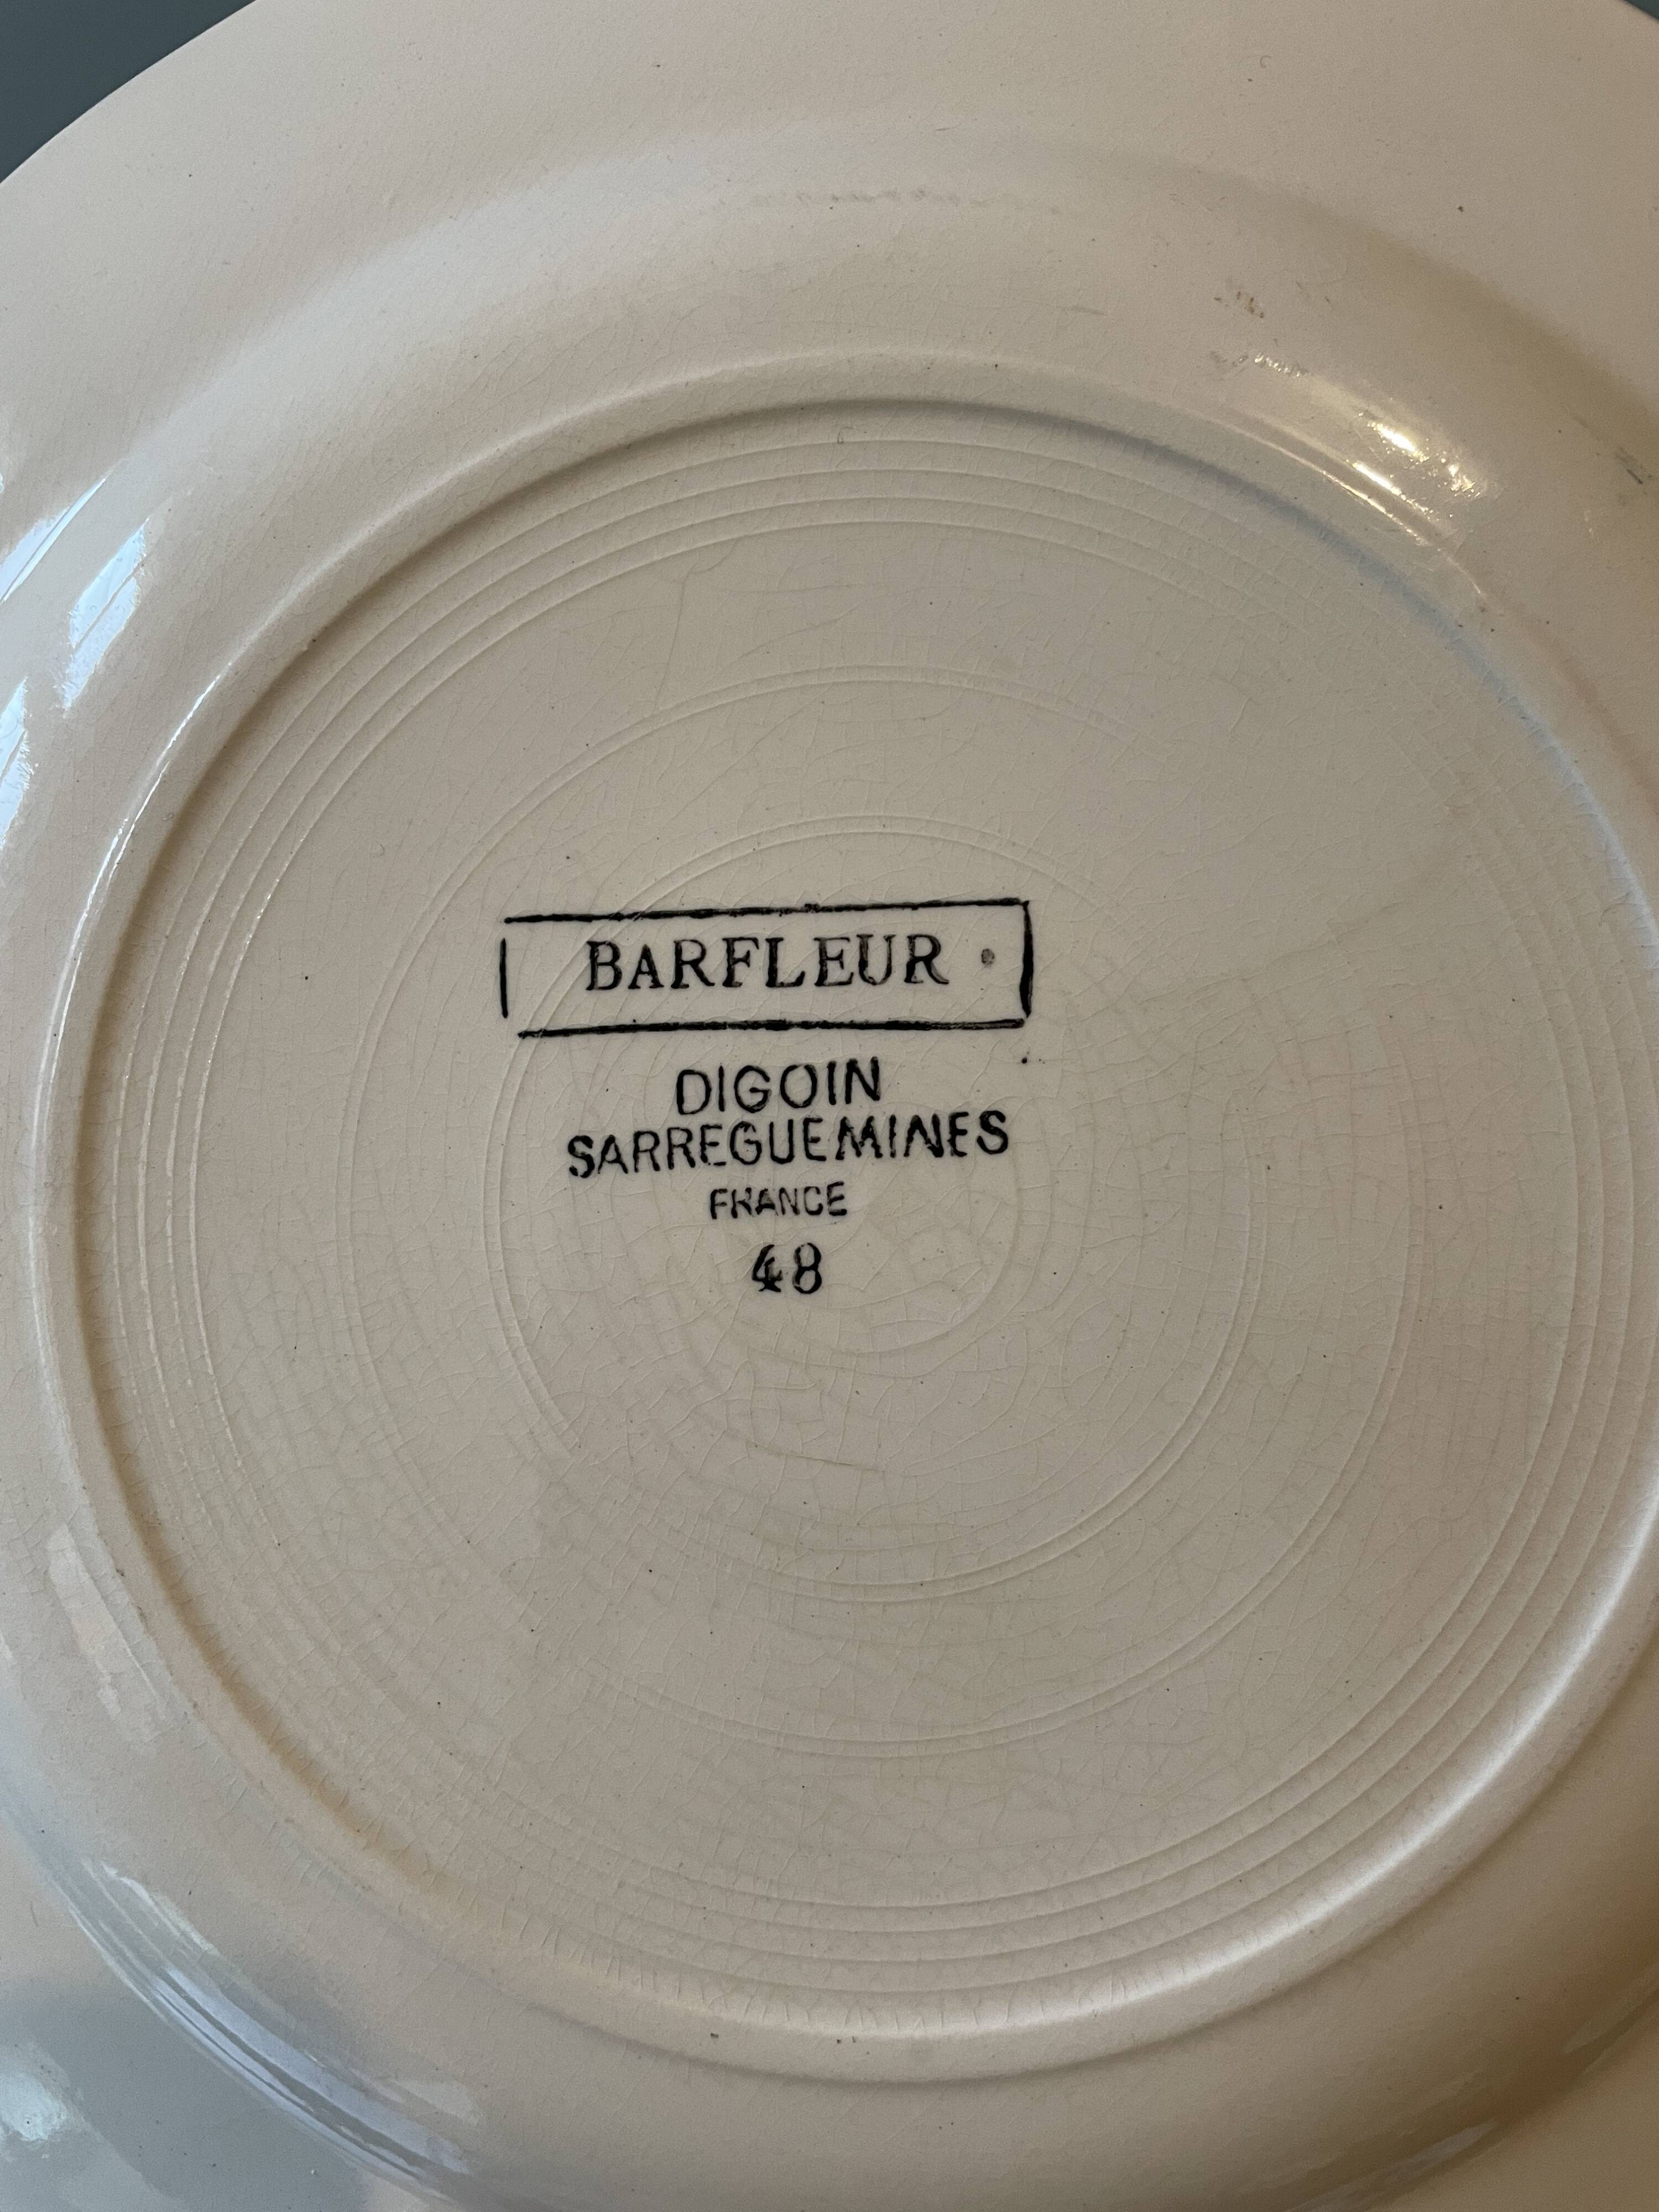 BARFLEUR
DIGOIN
SARREGUEMINES
FRANCE
48